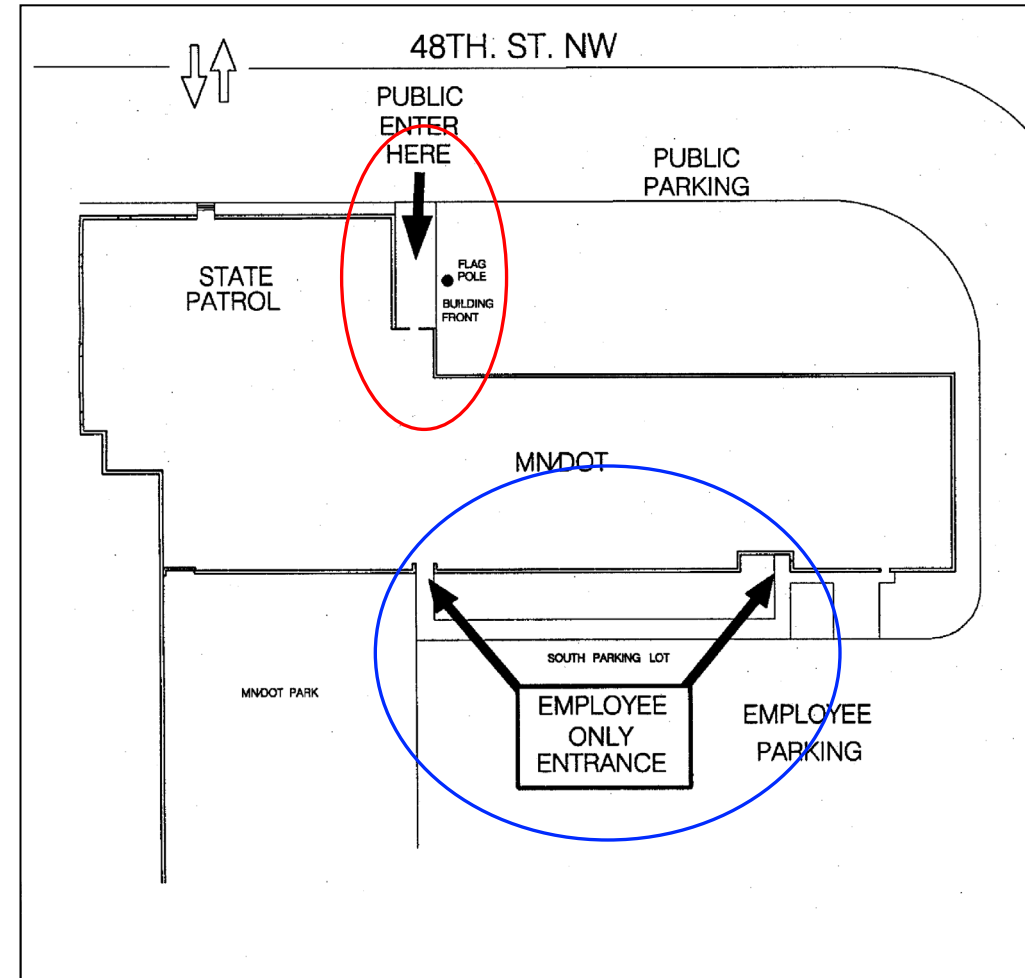 48TH. ST. NW
PUBLIC
ENTER
HERE
PUBLIC
PARKING
STATE
PATROL
FLAG
POLE
BUILDING
FRONT
MN/DOT
SOUTH PARKING LOT
MN/DOT PARK
EMPLOYEE
ONLY
ENTRANCE
EMPLOYEE
PARKING